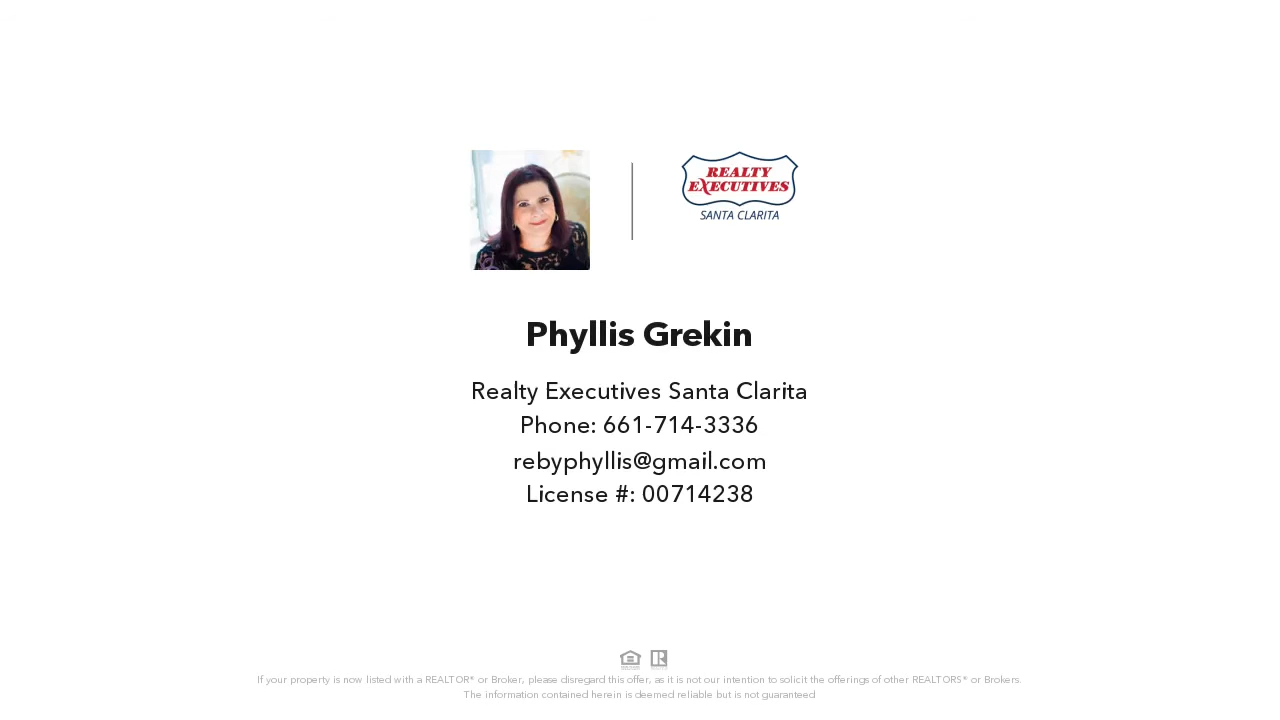 REALTY
EXECUTIVES
SANTA CLARITA
Phyllis Grekin
Realty Executives Santa Clarita
Phone: 661-714-3336
rebyphyllis@gmail.com
License #: 00714238
If your property is now listed with a REALTOR® or Broker, please disregard this offer, as it is not our intention to solicit the offerings of other REALTORS® or Brokers.
The information contained herein is deemed reliable but is not guaranteed